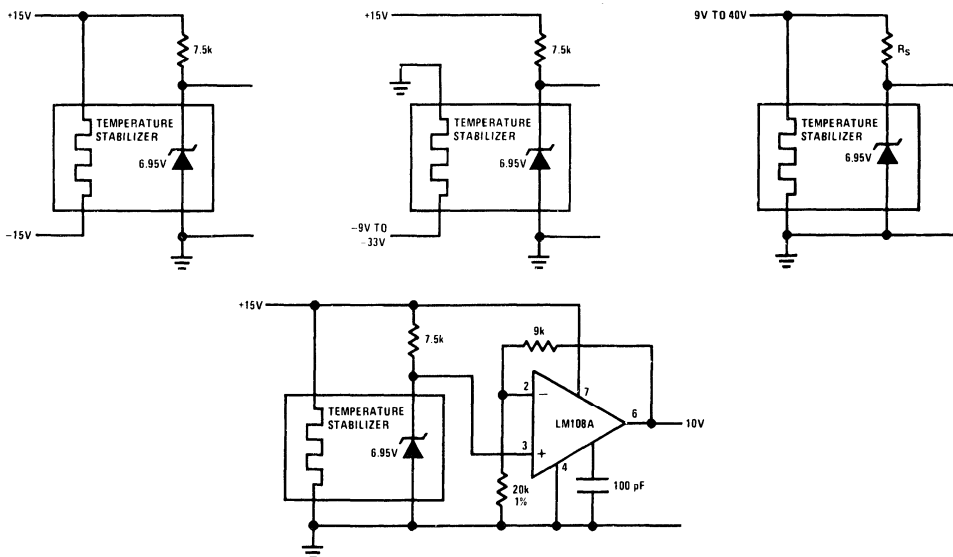 +15V
7.5k
TEMPERATURE
STABILIZER
6.95V
-15V
+15V
7.5k
TEMPERATURE
STABILIZER
6.95V
-9V TO
-33V
9V TO 40V
RS
TEMPERATURE
STABILIZER
6.95V
+15V
7.5k
9k
2
7
TEMPERATURE
STABILIZER
−
LM108A
6
10V
6.95V
3
+
4
20k
1%
100 pF